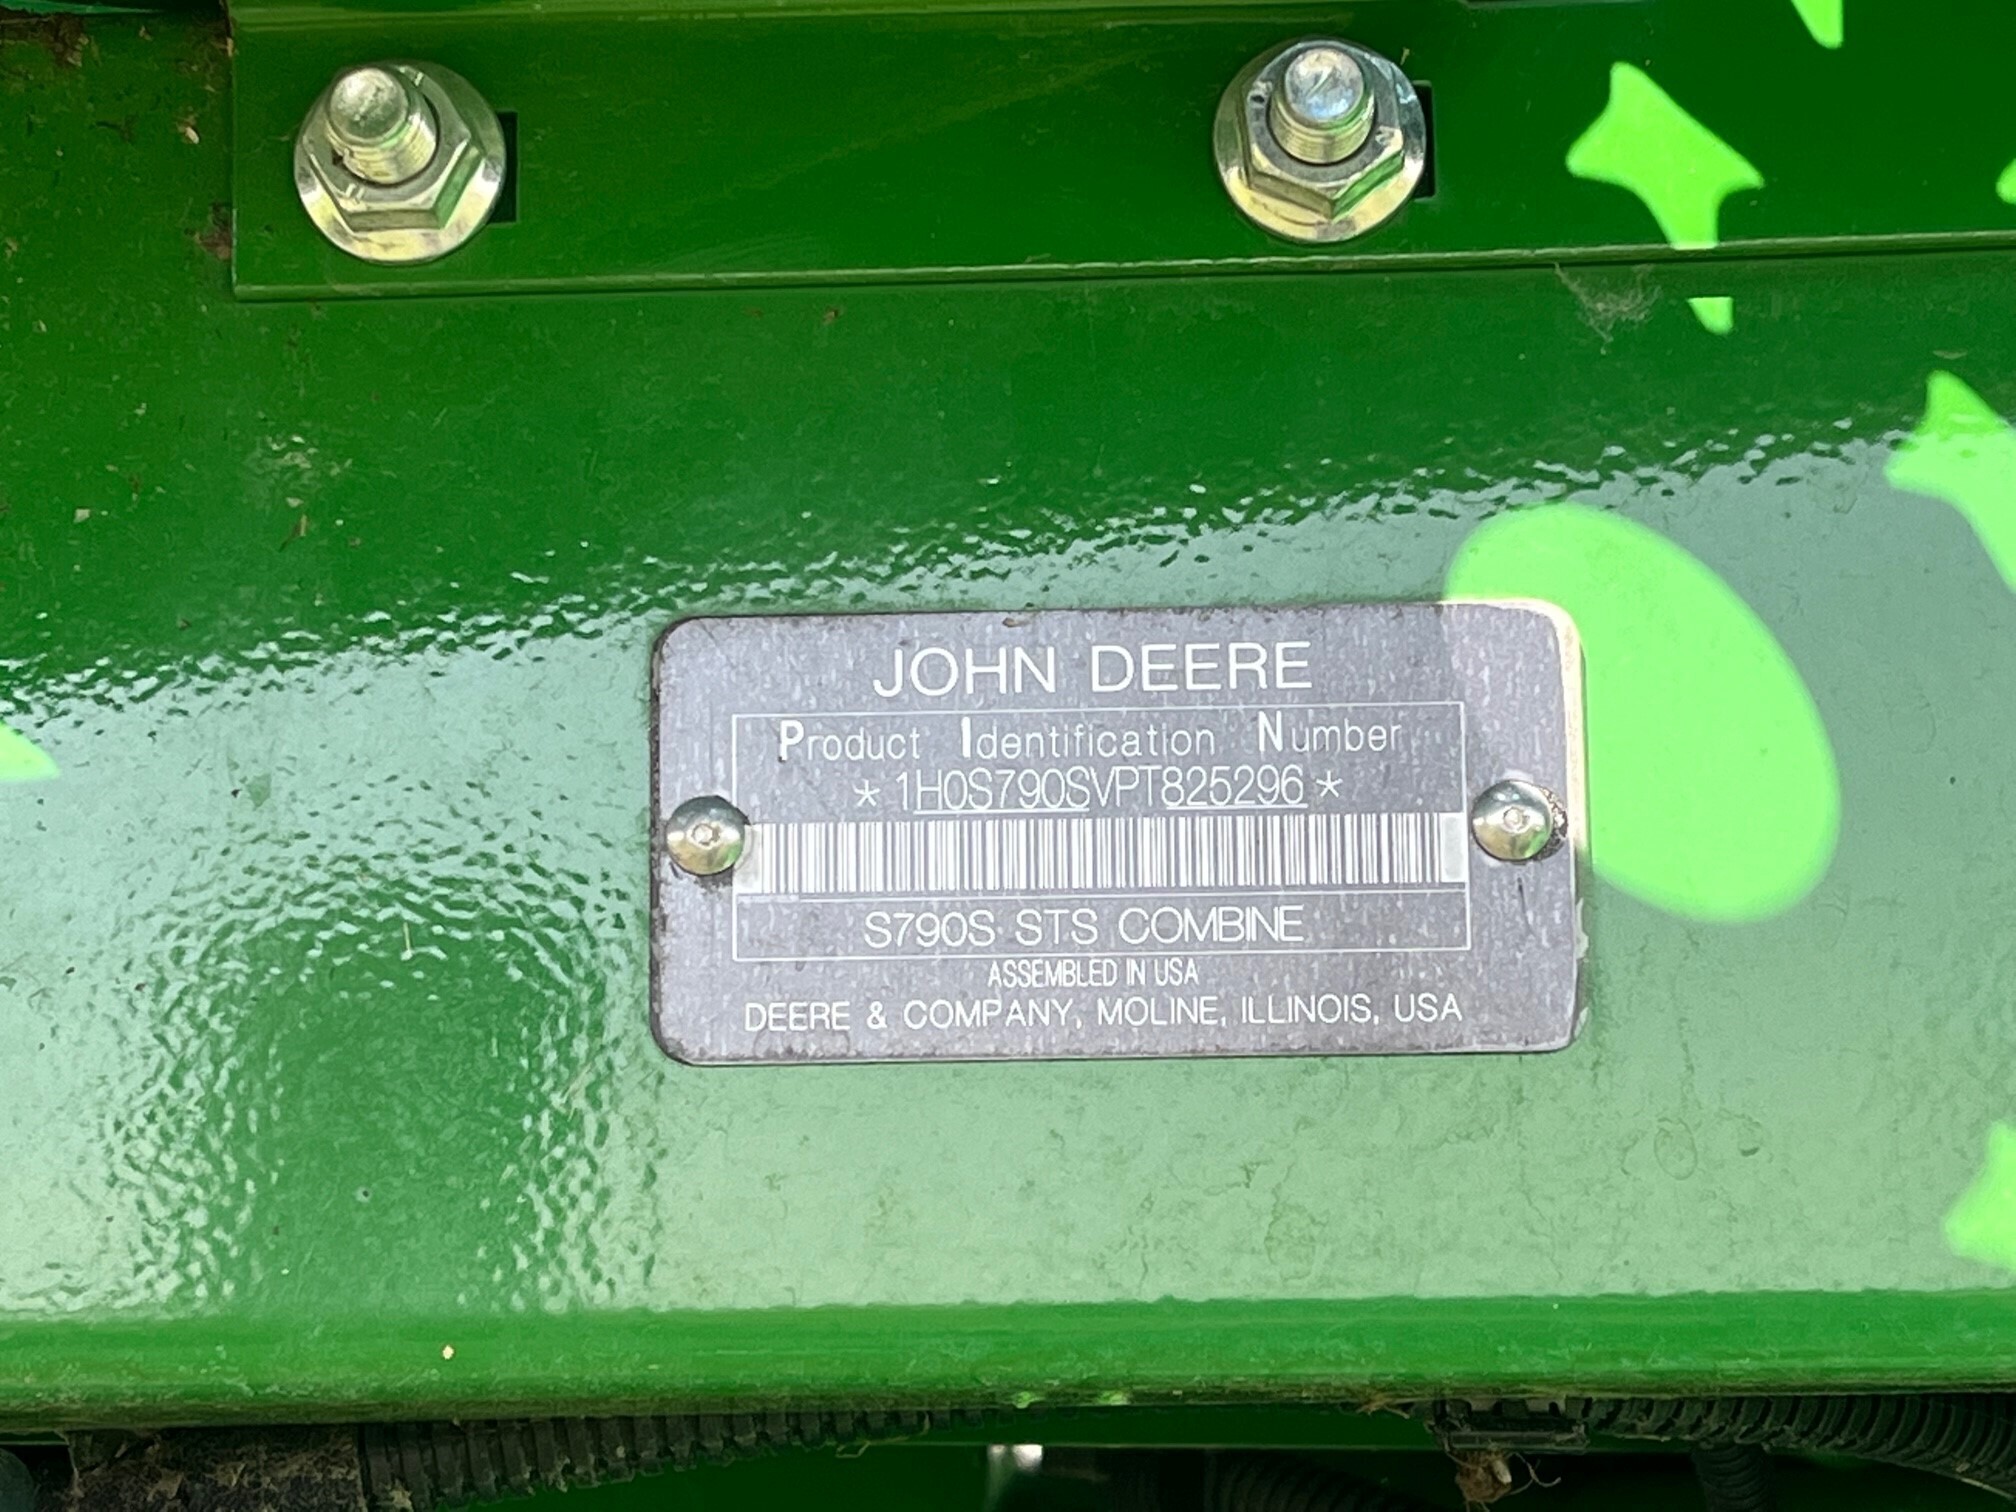 JOHN DEERE
Product Identification Number
*1H0S790SVPT825296*
S790S STS COMBINE
ASSEMBLED IN USA
DEERE & COMPANY, MOLINE, ILLINOIS, USA